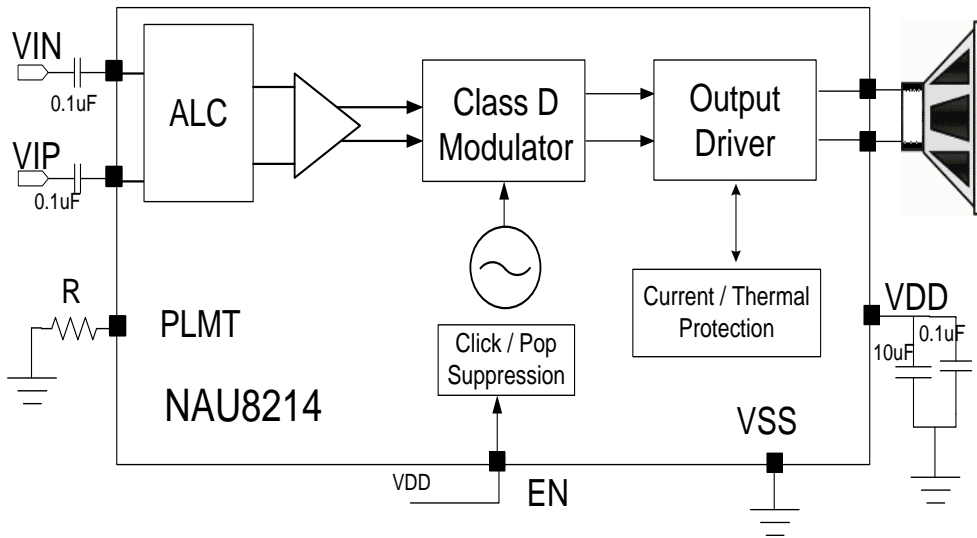 VIN
0.1uF
VIP
0.1uF
ALC
Class D
Modulator
Output
Driver
R
PLMT
NAU8214
Click / Pop
Suppression
Current / Thermal
Protection
VDD
0.1uF
10uF
VSS
VDD
EN